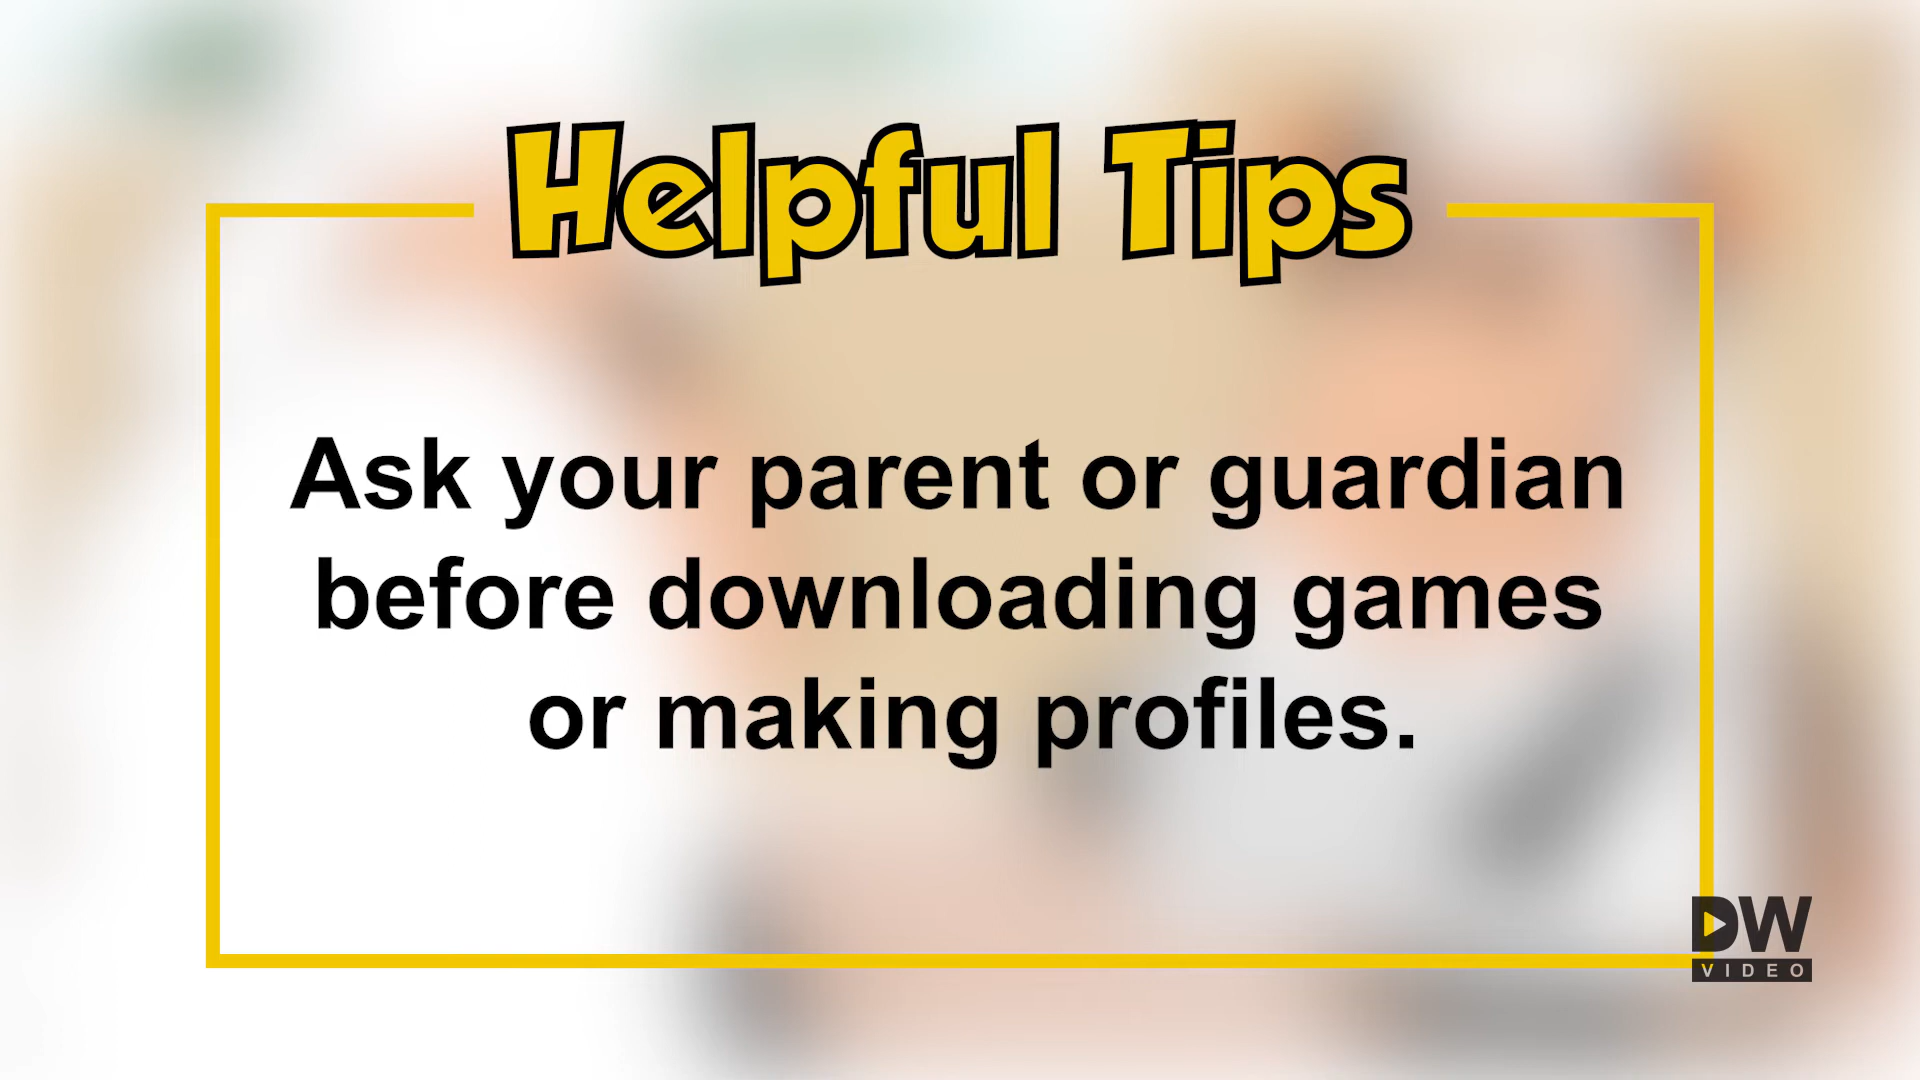 Helpful Tips
Ask your parent or guardian
before downloading games
or making profiles.
DW
VIDEO